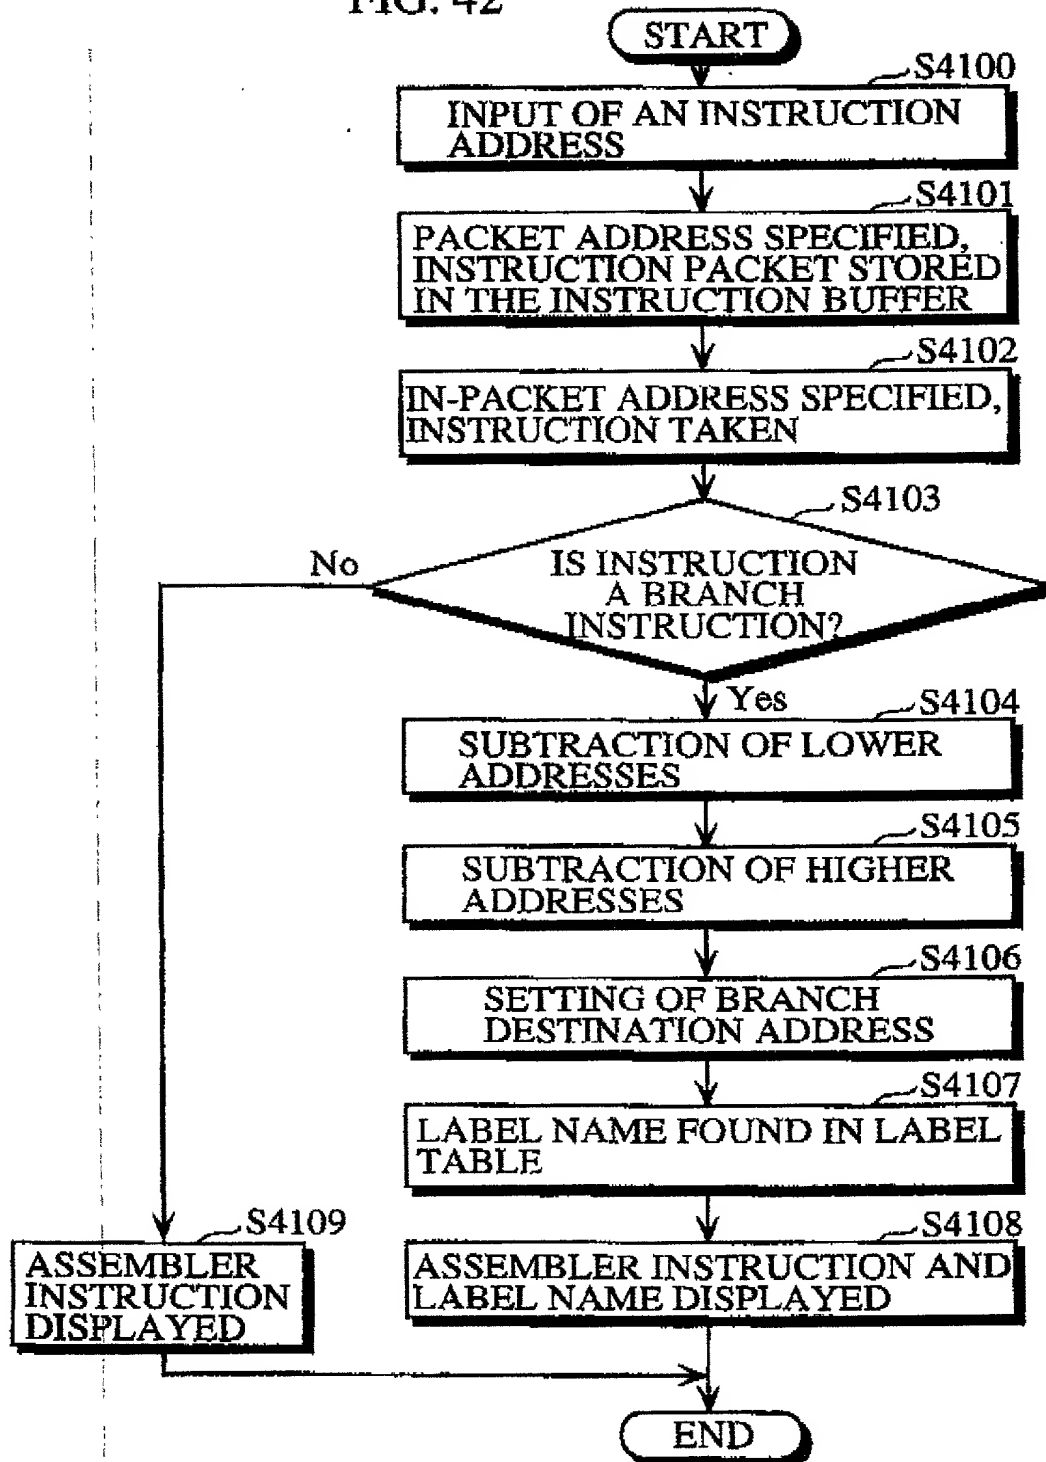 FIG. 42
START
S4100
INPUT OF AN INSTRUCTION
ADDRESS
S4101
PACKET ADDRESS SPECIFIED,
INSTRUCTION PACKET STORED
IN THE INSTRUCTION BUFFER
S4102
IN-PACKET ADDRESS SPECIFIED,
INSTRUCTION TAKEN
S4103
No
IS INSTRUCTION
A BRANCH
INSTRUCTION?
Yes
S4104
SUBTRACTION OF LOWER
ADDRESSES
S4105
SUBTRACTION OF HIGHER
ADDRESSES
S4106
SETTING OF BRANCH
DESTINATION ADDRESS
S4107
LABEL NAME FOUND IN LABEL
TABLE
S4109
ASSEMBLER
INSTRUCTION
DISPLAYED
S4108
ASSEMBLER INSTRUCTION AND
LABEL NAME DISPLAYED
END